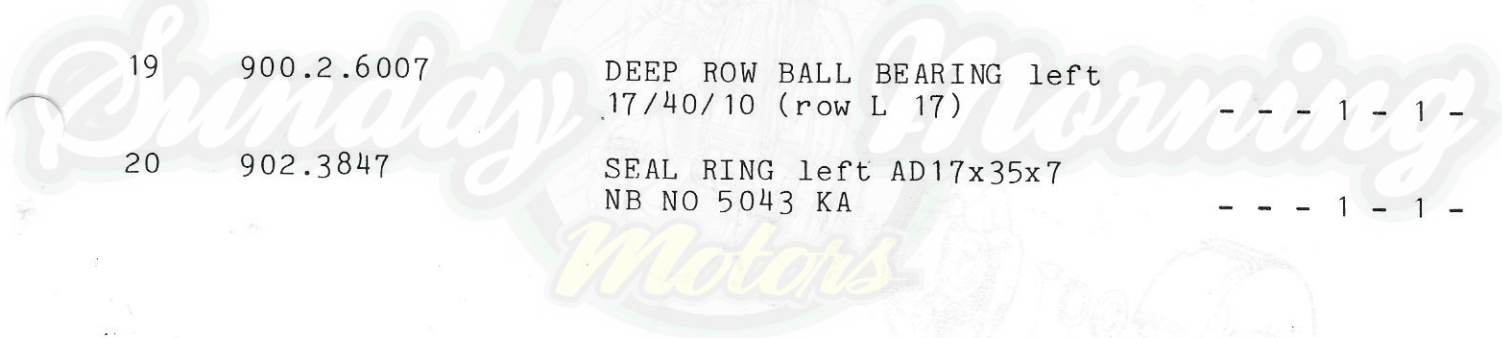 19 900.2.6007 DEEP ROW BALL BEARING left
17/40/10 (row L 17) - - - 1 - 1 -
20 902.3847 SEAL RING left AD17x35x7
NB NO 5043 KA - - - 1 - 1 -
Sunday Morning
Motors